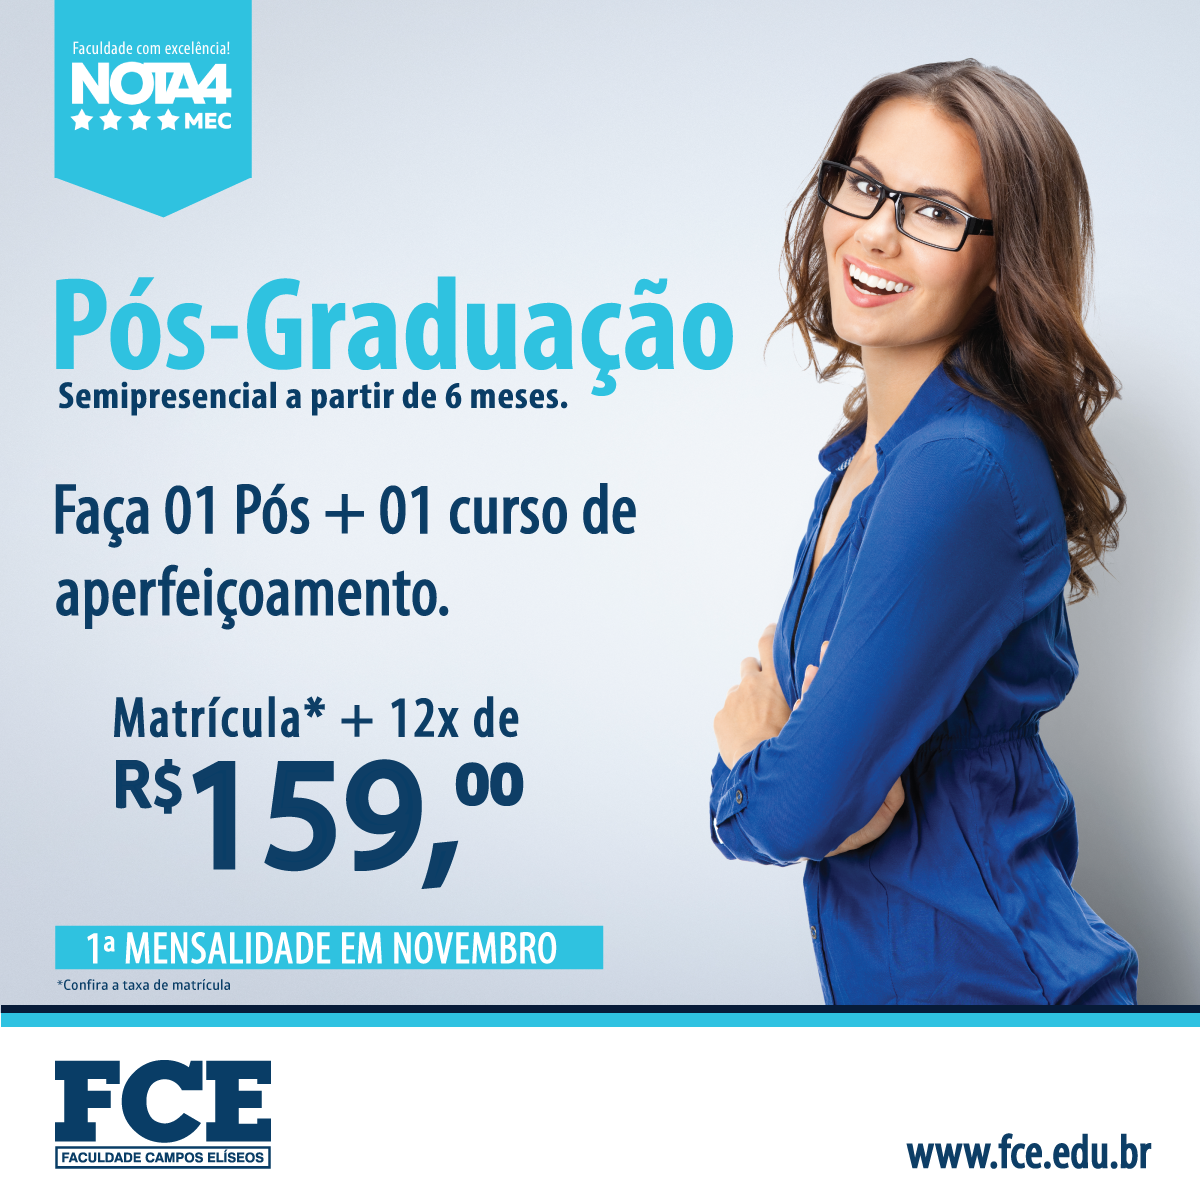 Faculdade com excelência!
NOTA4
MEC
Pós-Graduação
Semipresencial a partir de 6 meses.
Faça 01 Pós + 01 curso de
aperfeiçoamento.
Matrícula* + 12x de
R$159,00
1ª MENSALIDADE EM NOVEMBRO
*Confira a taxa de matrícula
FCE
FACULDADE CAMPOS ELÍSEOS
www.fce.edu.br